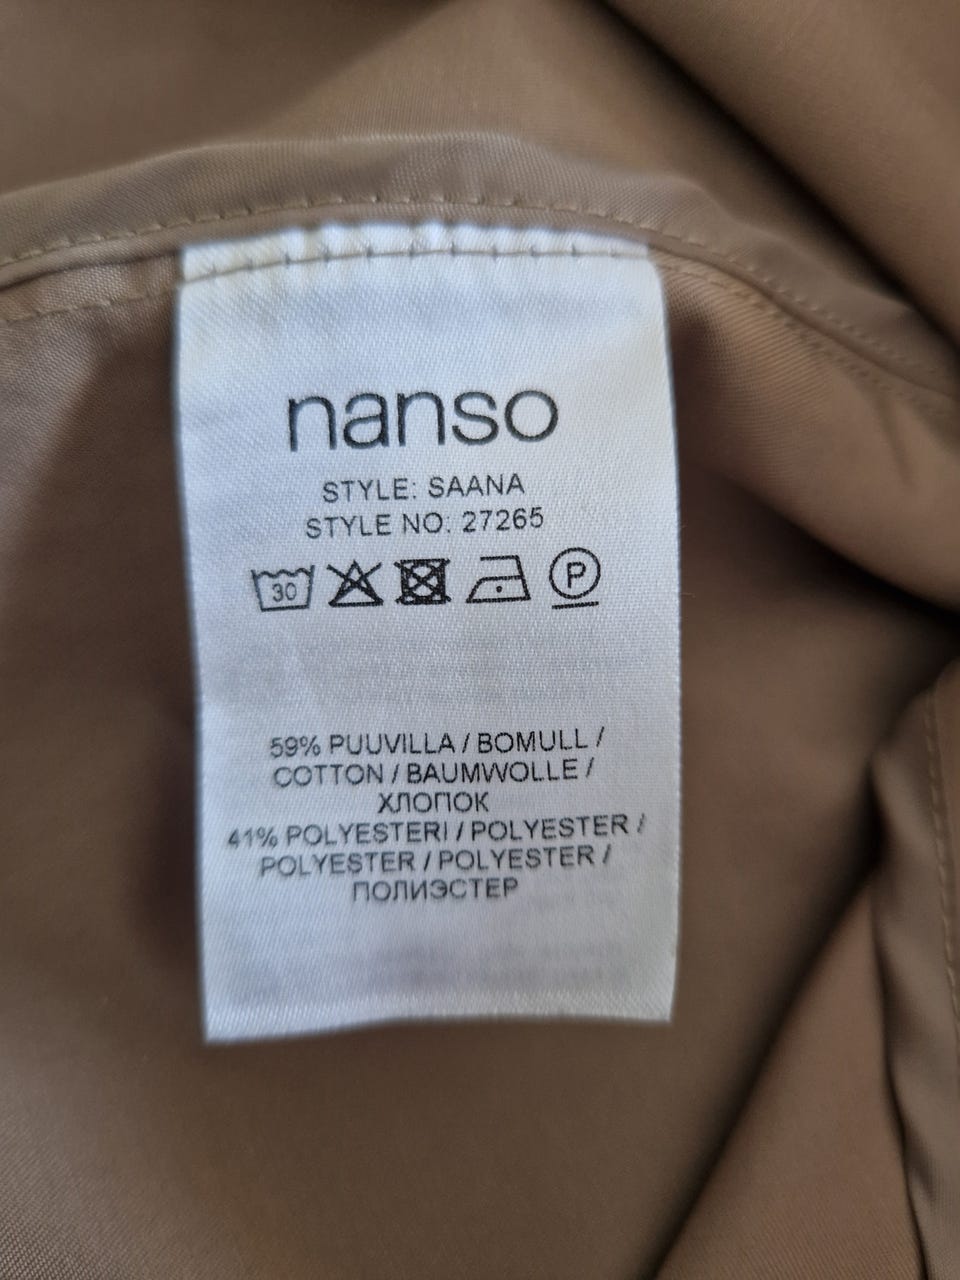 nanso
STYLE: SAANA
STYLE NO: 27265
30 P
59% PUUVILLA / BOMULL /
COTTON / BAUMWOLLE /
ХЛОПОК
41% POLYESTERI / POLYESTER /
POLYESTER / POLYESTER /
ПОЛИЭСТЕР